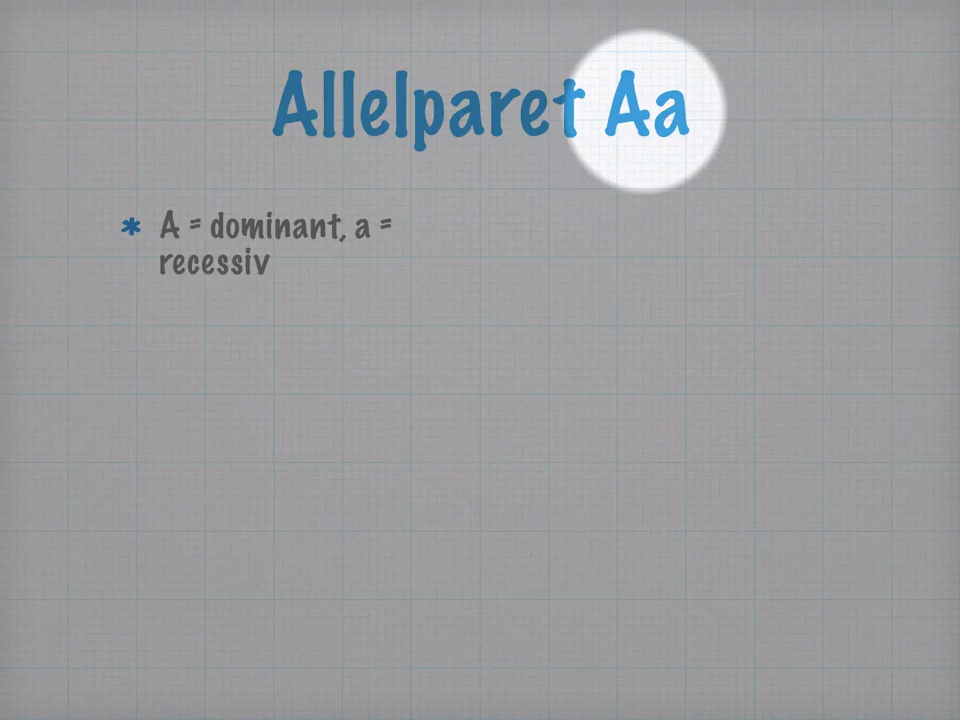 Allelparet Aa
* A = dominant, a =
recessiv